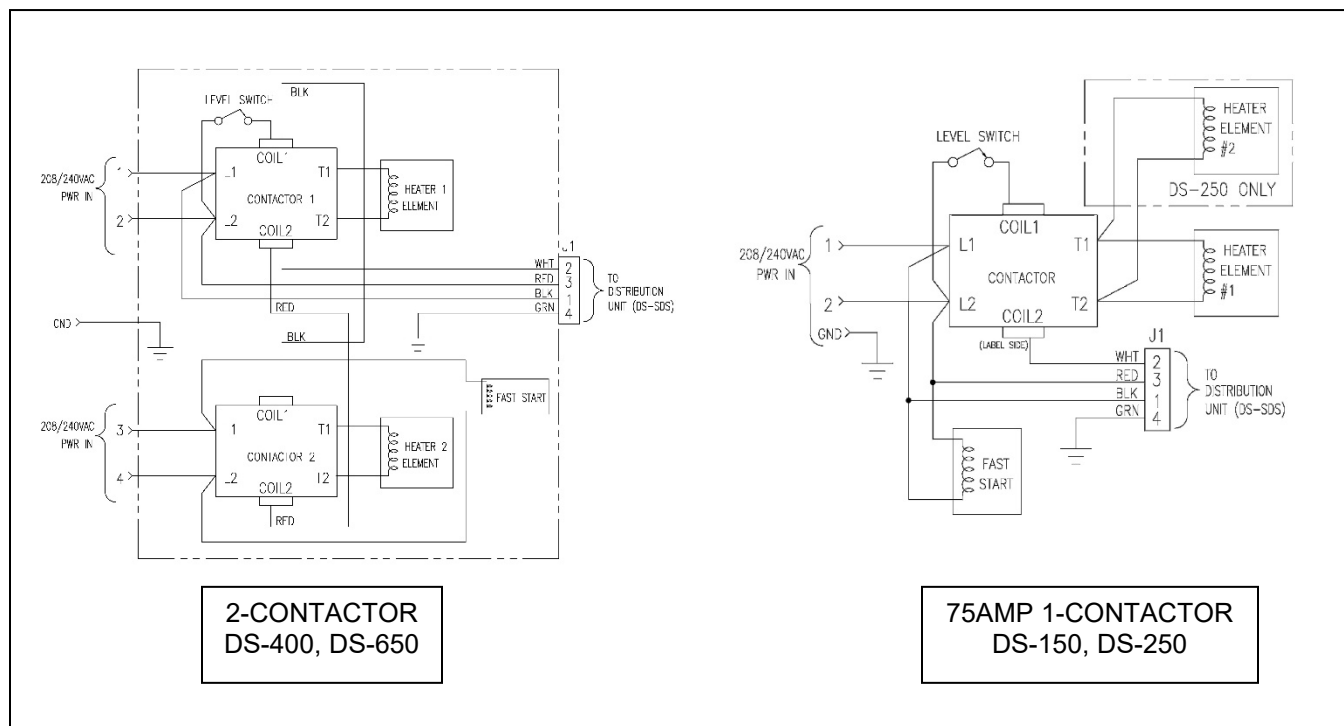 BLK
LEVEL SWITCH
COIL1
208/240VAC
PWR IN
1
_1
T1
CONTACTOR 1
HEATER 1
ELEMENT
2
_2
T2
COIL2
J1
WHT 2
RED 3
BLK 1
GRN 4
TO
DISTRIBUTION
UNIT (DS-SDS)
RED
BLK
GND
FAST START
COIL1
208/240VAC
PWR IN
3
1
T1
CONTACTOR 2
HEATER 2
ELEMENT
4
_2
T2
COIL2
RED
2-CONTACTOR
DS-400, DS-650
HEATER
ELEMENT
#2
DS-250 ONLY
LEVEL SWITCH
COIL1
208/240VAC
PWR IN
1
L1
T1
CONTACTOR
HEATER
ELEMENT
#1
2
L2
T2
COIL2
(LABEL SIDE)
GND
J1
WHT 2
RED 3
BLK 1
GRN 4
TO
DISTRIBUTION
UNIT (DS-SDS)
FAST
START
75AMP 1-CONTACTOR
DS-150, DS-250